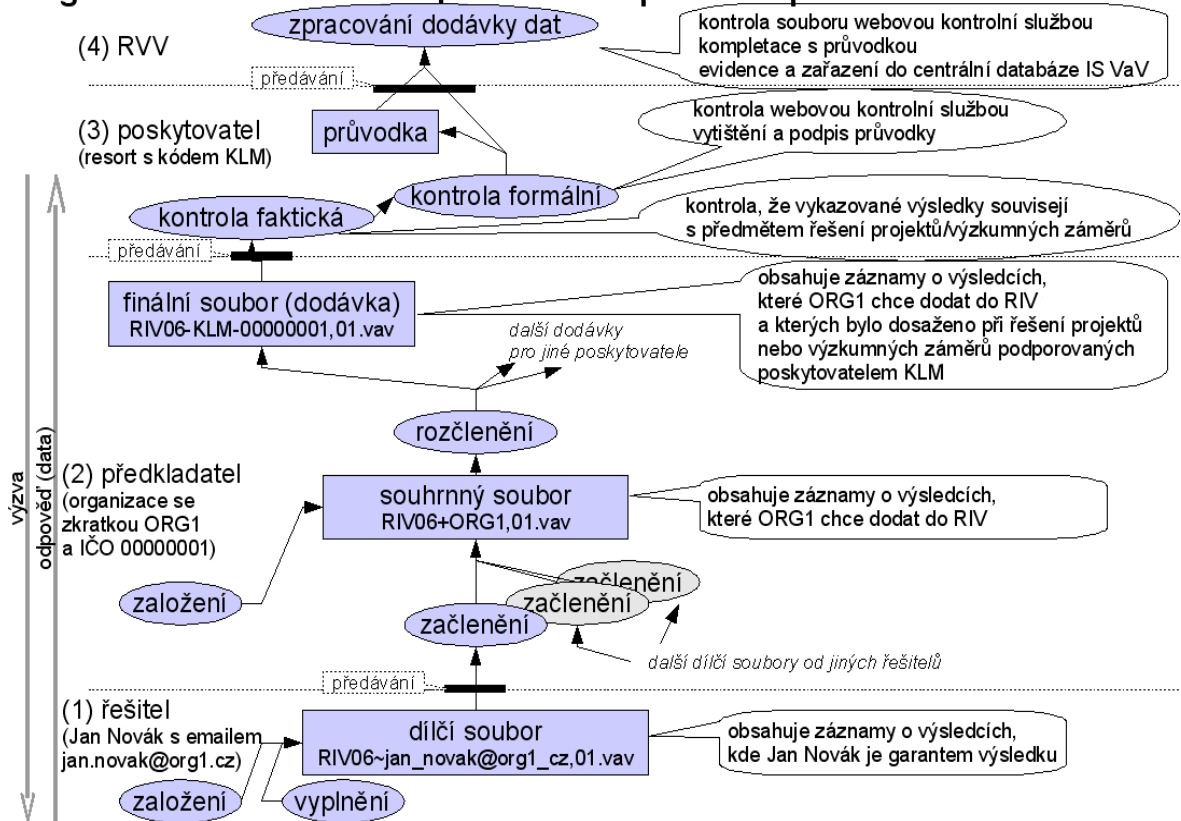 zpracování dodávky dat
kontrola souboru webovou kontrolní službou
kompletace s průvodkou
evidence a zařazení do centrální databáze IS VaV
(4) RVV
předávání
kontrola webovou kontrolní službou
vytištění a podpis průvodky
(3) poskytovatel
(resort s kódem KLM)
průvodka
kontrola formální
kontrola faktická
kontrola, že vykazované výsledky souvisejí
s předmětem řešení projektů/výzkumných záměrů
předávání
finální soubor (dodávka)
RIV06-KLM-00000001,01.vav
obsahuje záznamy o výsledcích,
které ORG1 chce dodat do RIV
a kterých bylo dosaženo při řešení projektů
nebo výzkumných záměrů podporovaných
poskytovatelem KLM
další dodávky
pro jiné poskytovatele
rozčlenění
výzva
odpověď (data)
(2) předkladatel
(organizace se
zkratkou ORG1
a IČO 00000001)
souhrnný soubor
RIV06+ORG1,01.vav
obsahuje záznamy o výsledcích,
které ORG1 chce dodat do RIV
založení
začlenění
začlenění
začlenění
další dílčí soubory od jiných řešitelů
předávání
(1) řešitel
(Jan Novák s emailem
jan.novak@org1.cz)
dílčí soubor
RIV06~jan_novak@org1_cz,01.vav
obsahuje záznamy o výsledcích,
kde Jan Novák je garantem výsledku
založení
vyplnění